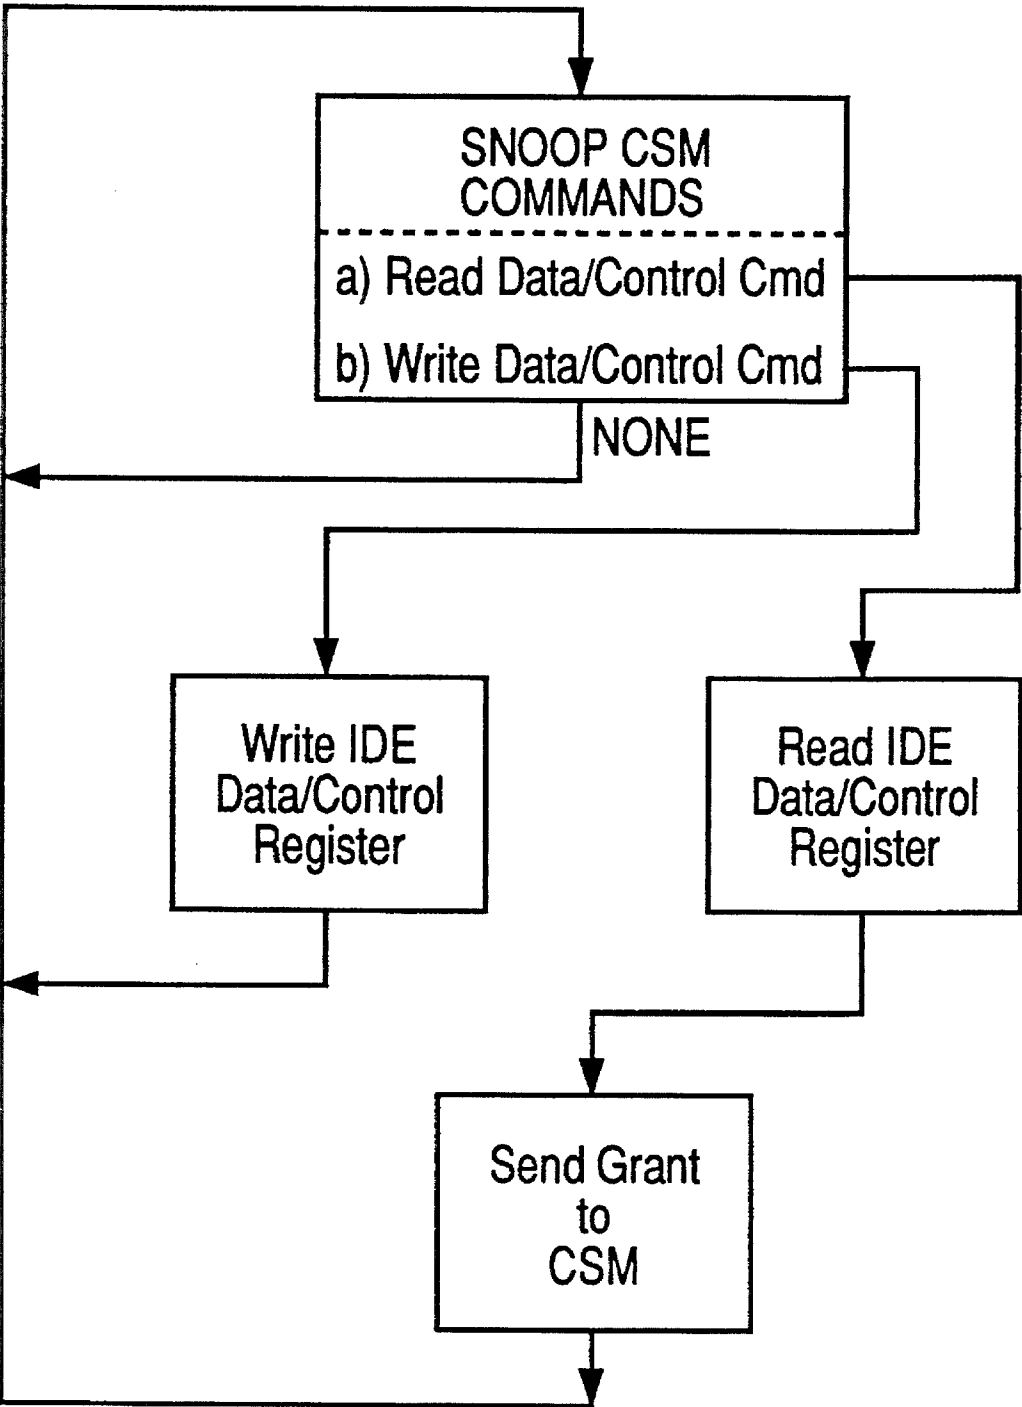 SNOOP CSM
COMMANDS
a) Read Data/Control Cmd
b) Write Data/Control Cmd
NONE
Write IDE
Data/Control
Register
Read IDE
Data/Control
Register
Send Grant
to
CSM